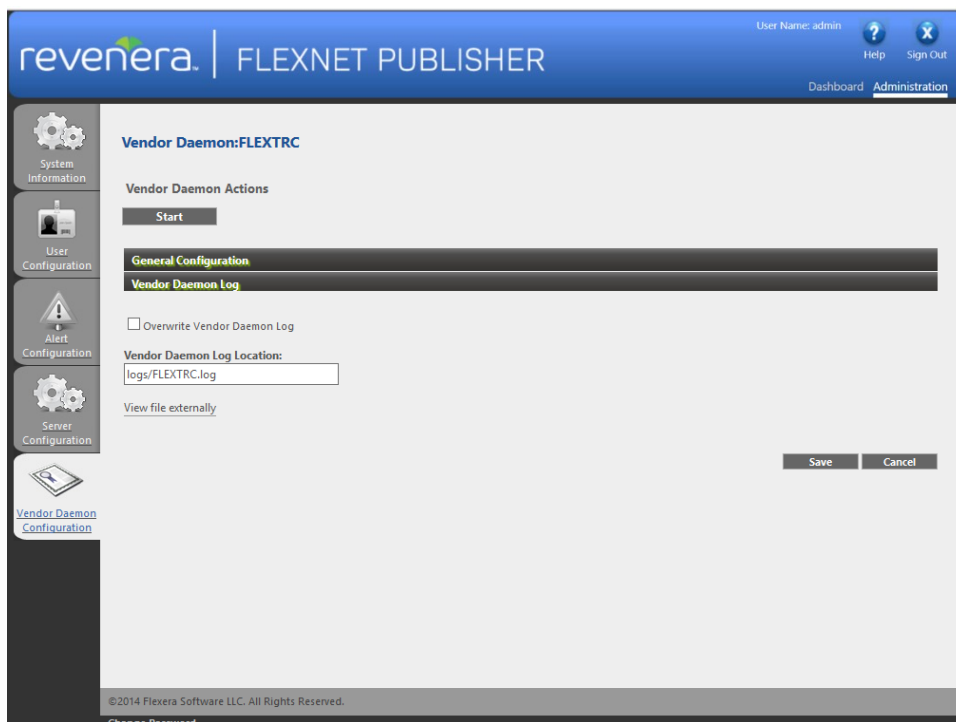 User Name: admin
revenera. FLEXNET PUBLISHER
Help Sign Out
Dashboard Administration
System
Information
User
Configuration
Alert
Configuration
Server
Configuration
Vendor Daemon
Configuration
Vendor Daemon:FLEXTRC
Vendor Daemon Actions
Start
General Configuration
Vendor Daemon Log
Overwrite Vendor Daemon Log
Vendor Daemon Log Location:
logs/FLEXTRC.log
View file externally
Save Cancel
©2014 Flexera Software LLC. All Rights Reserved.
Change Password